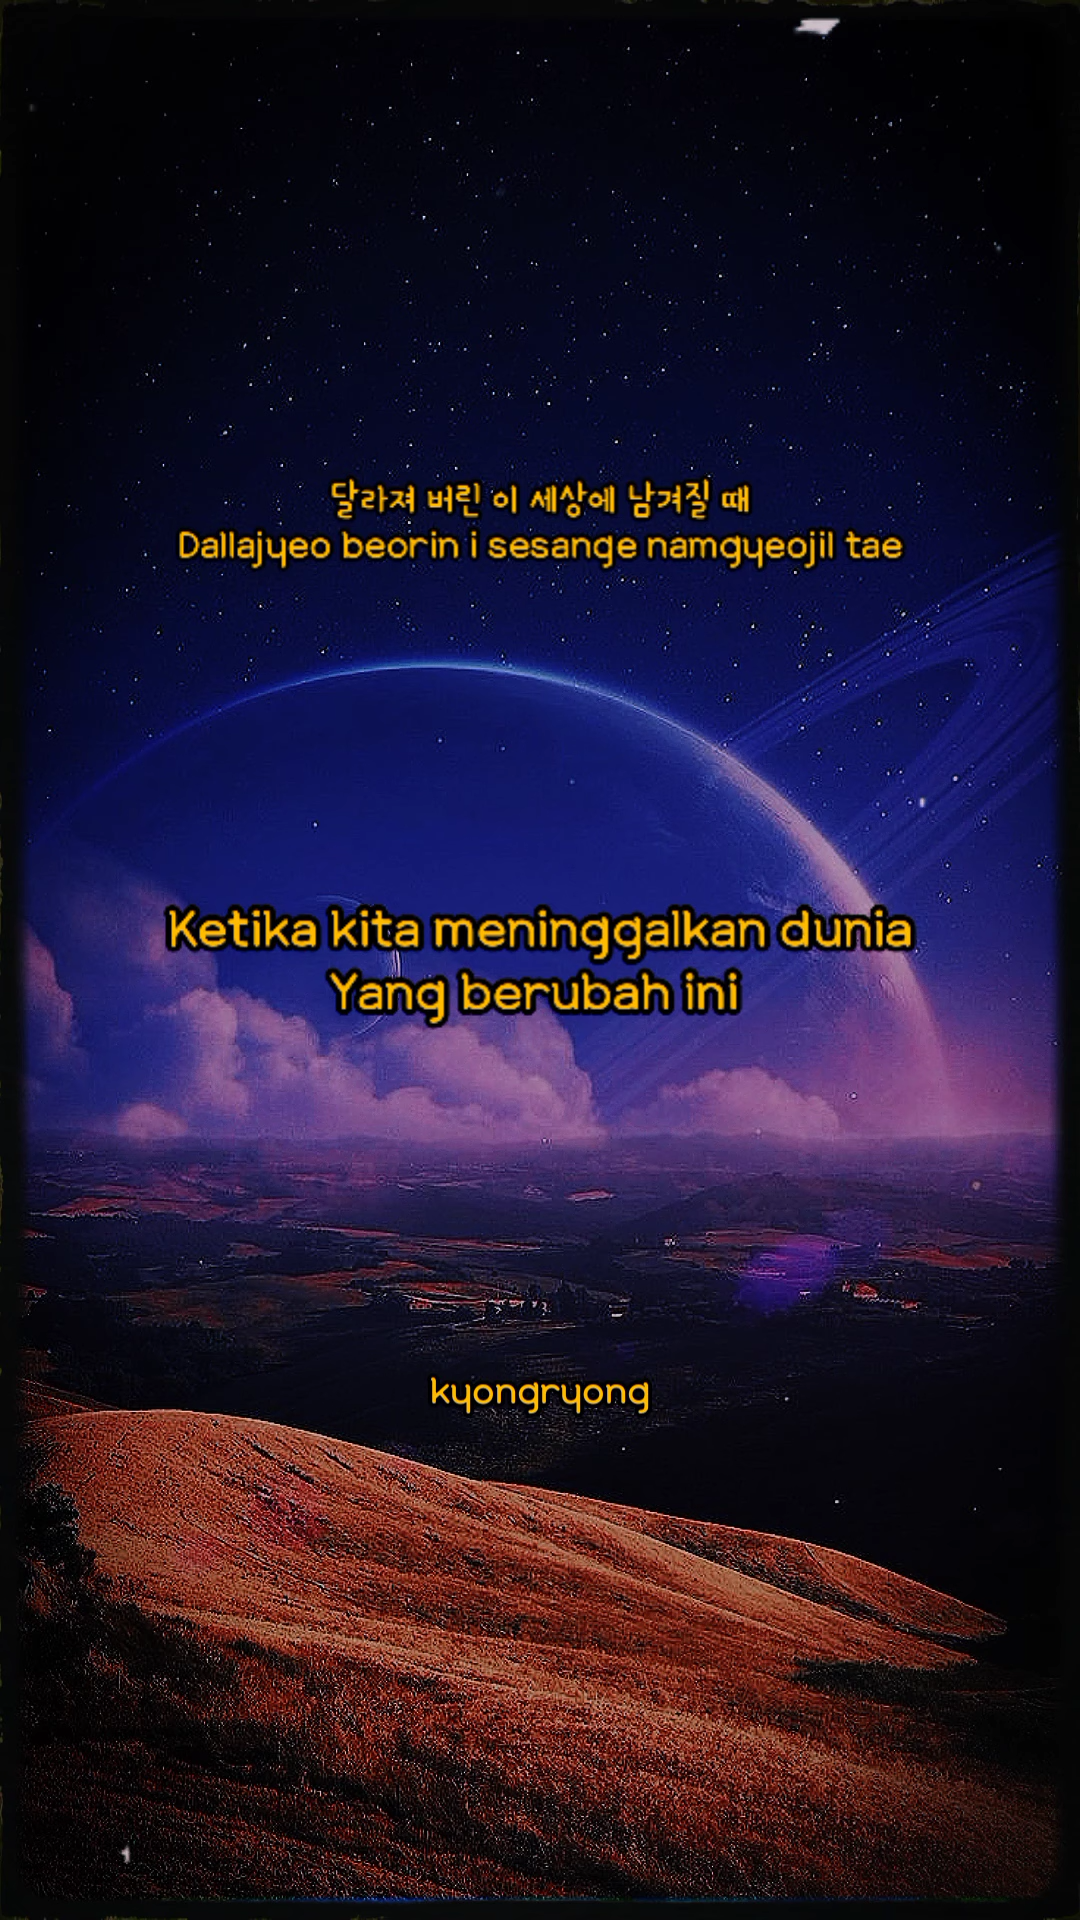 달라져 버린 이 세상에 남겨질 때
Dallajyeo beorin i sesange namgyeojil tae
Ketika kita meninggalkan dunia
Yang berubah ini
kyongryong